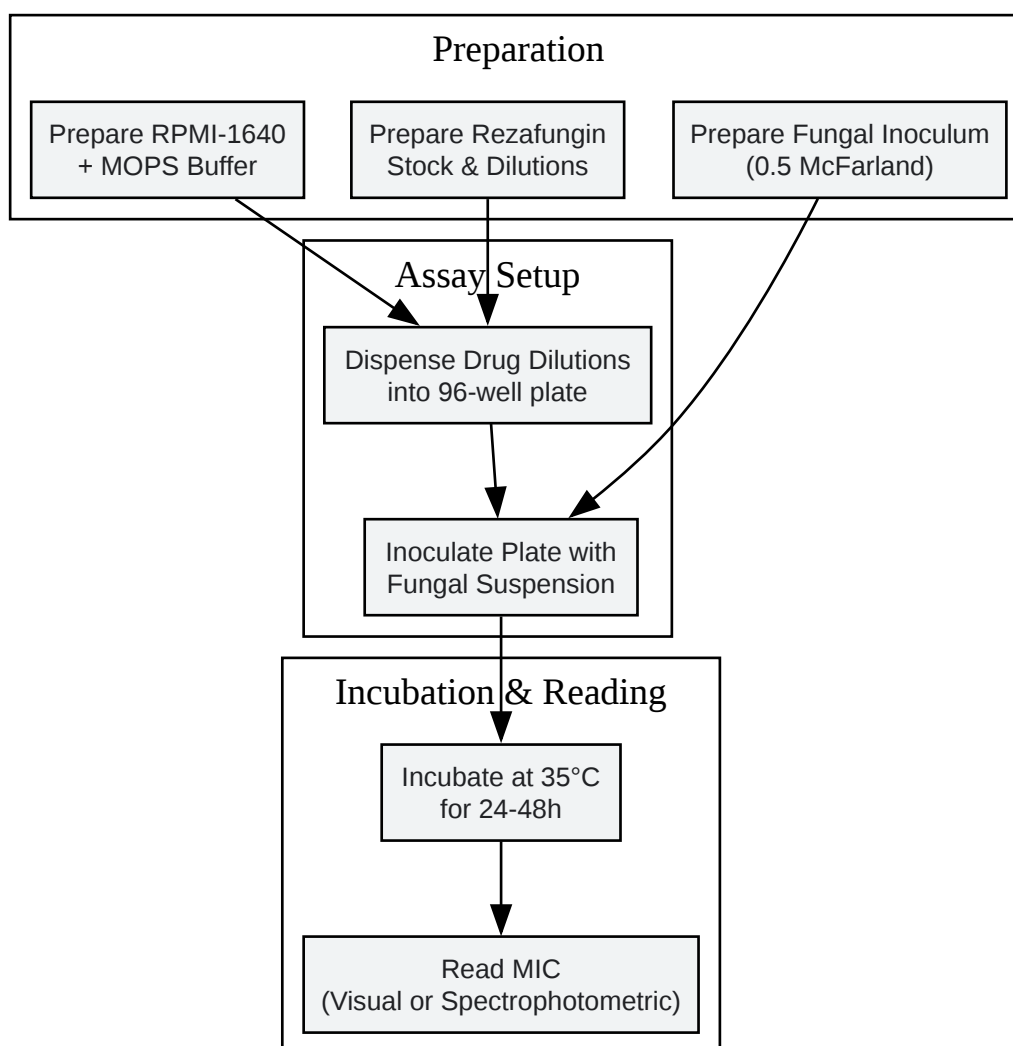 Preparation
Prepare RPMI-1640
+ MOPS Buffer
Prepare Rezafungin
Stock & Dilutions
Prepare Fungal Inoculum
(0.5 McFarland)
Assay Setup
Dispense Drug Dilutions
into 96-well plate
Inoculate Plate with
Fungal Suspension
Incubation & Reading
Incubate at 35°C
for 24-48h
Read MIC
(Visual or Spectrophotometric)